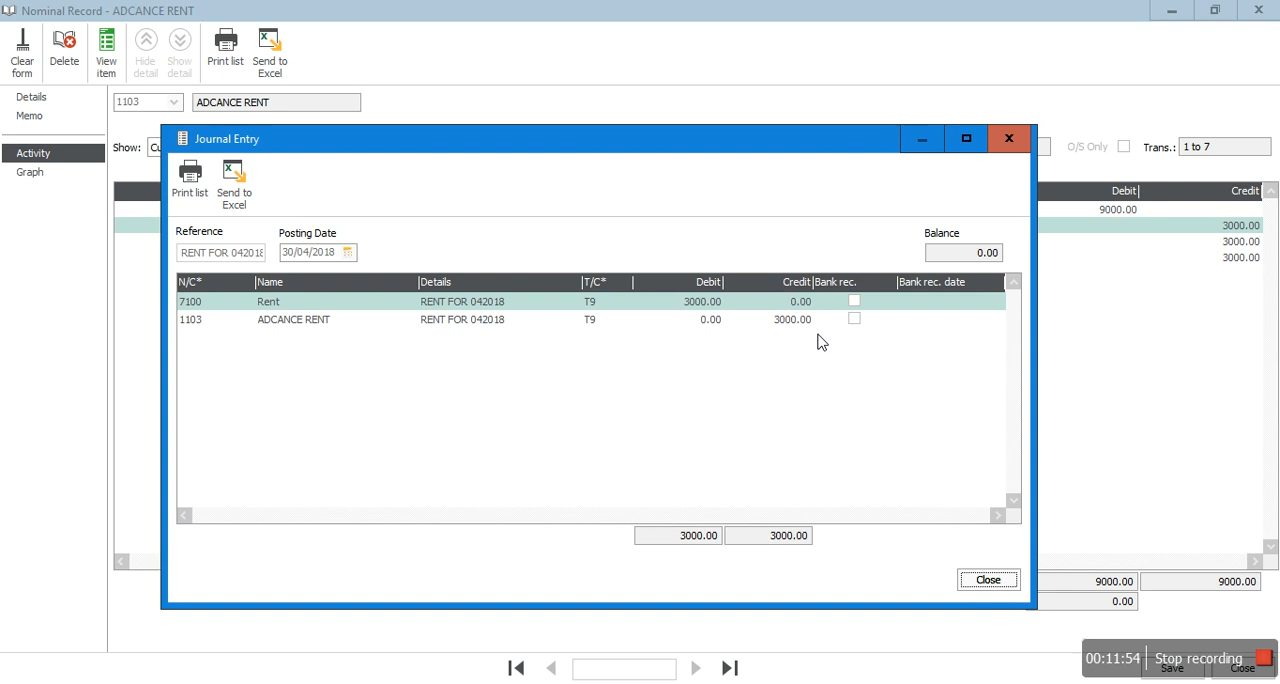 Nominal Record - ADCANCE RENT
Clear form
Delete
View item
Hide detail
Show detail
Print list
Send to Excel
Details
Memo
Activity
Graph
1103 ADCANCE RENT
Show:
O/S Only Trans.: 1 to 7
Debit Credit
9000.00
3000.00
3000.00
3000.00
9000.00 9000.00
0.00
Journal Entry
Print list
Send to Excel
Reference Posting Date Balance
RENT FOR 042018 30/04/2018 0.00
N/C* Name Details T/C* Debit Credit Bank rec. Bank rec. date
7100 Rent RENT FOR 042018 T9 3000.00 0.00
1103 ADCANCE RENT RENT FOR 042018 T9 0.00 3000.00
3000.00 3000.00
Close
00:11:54 Stop recording
Save Close